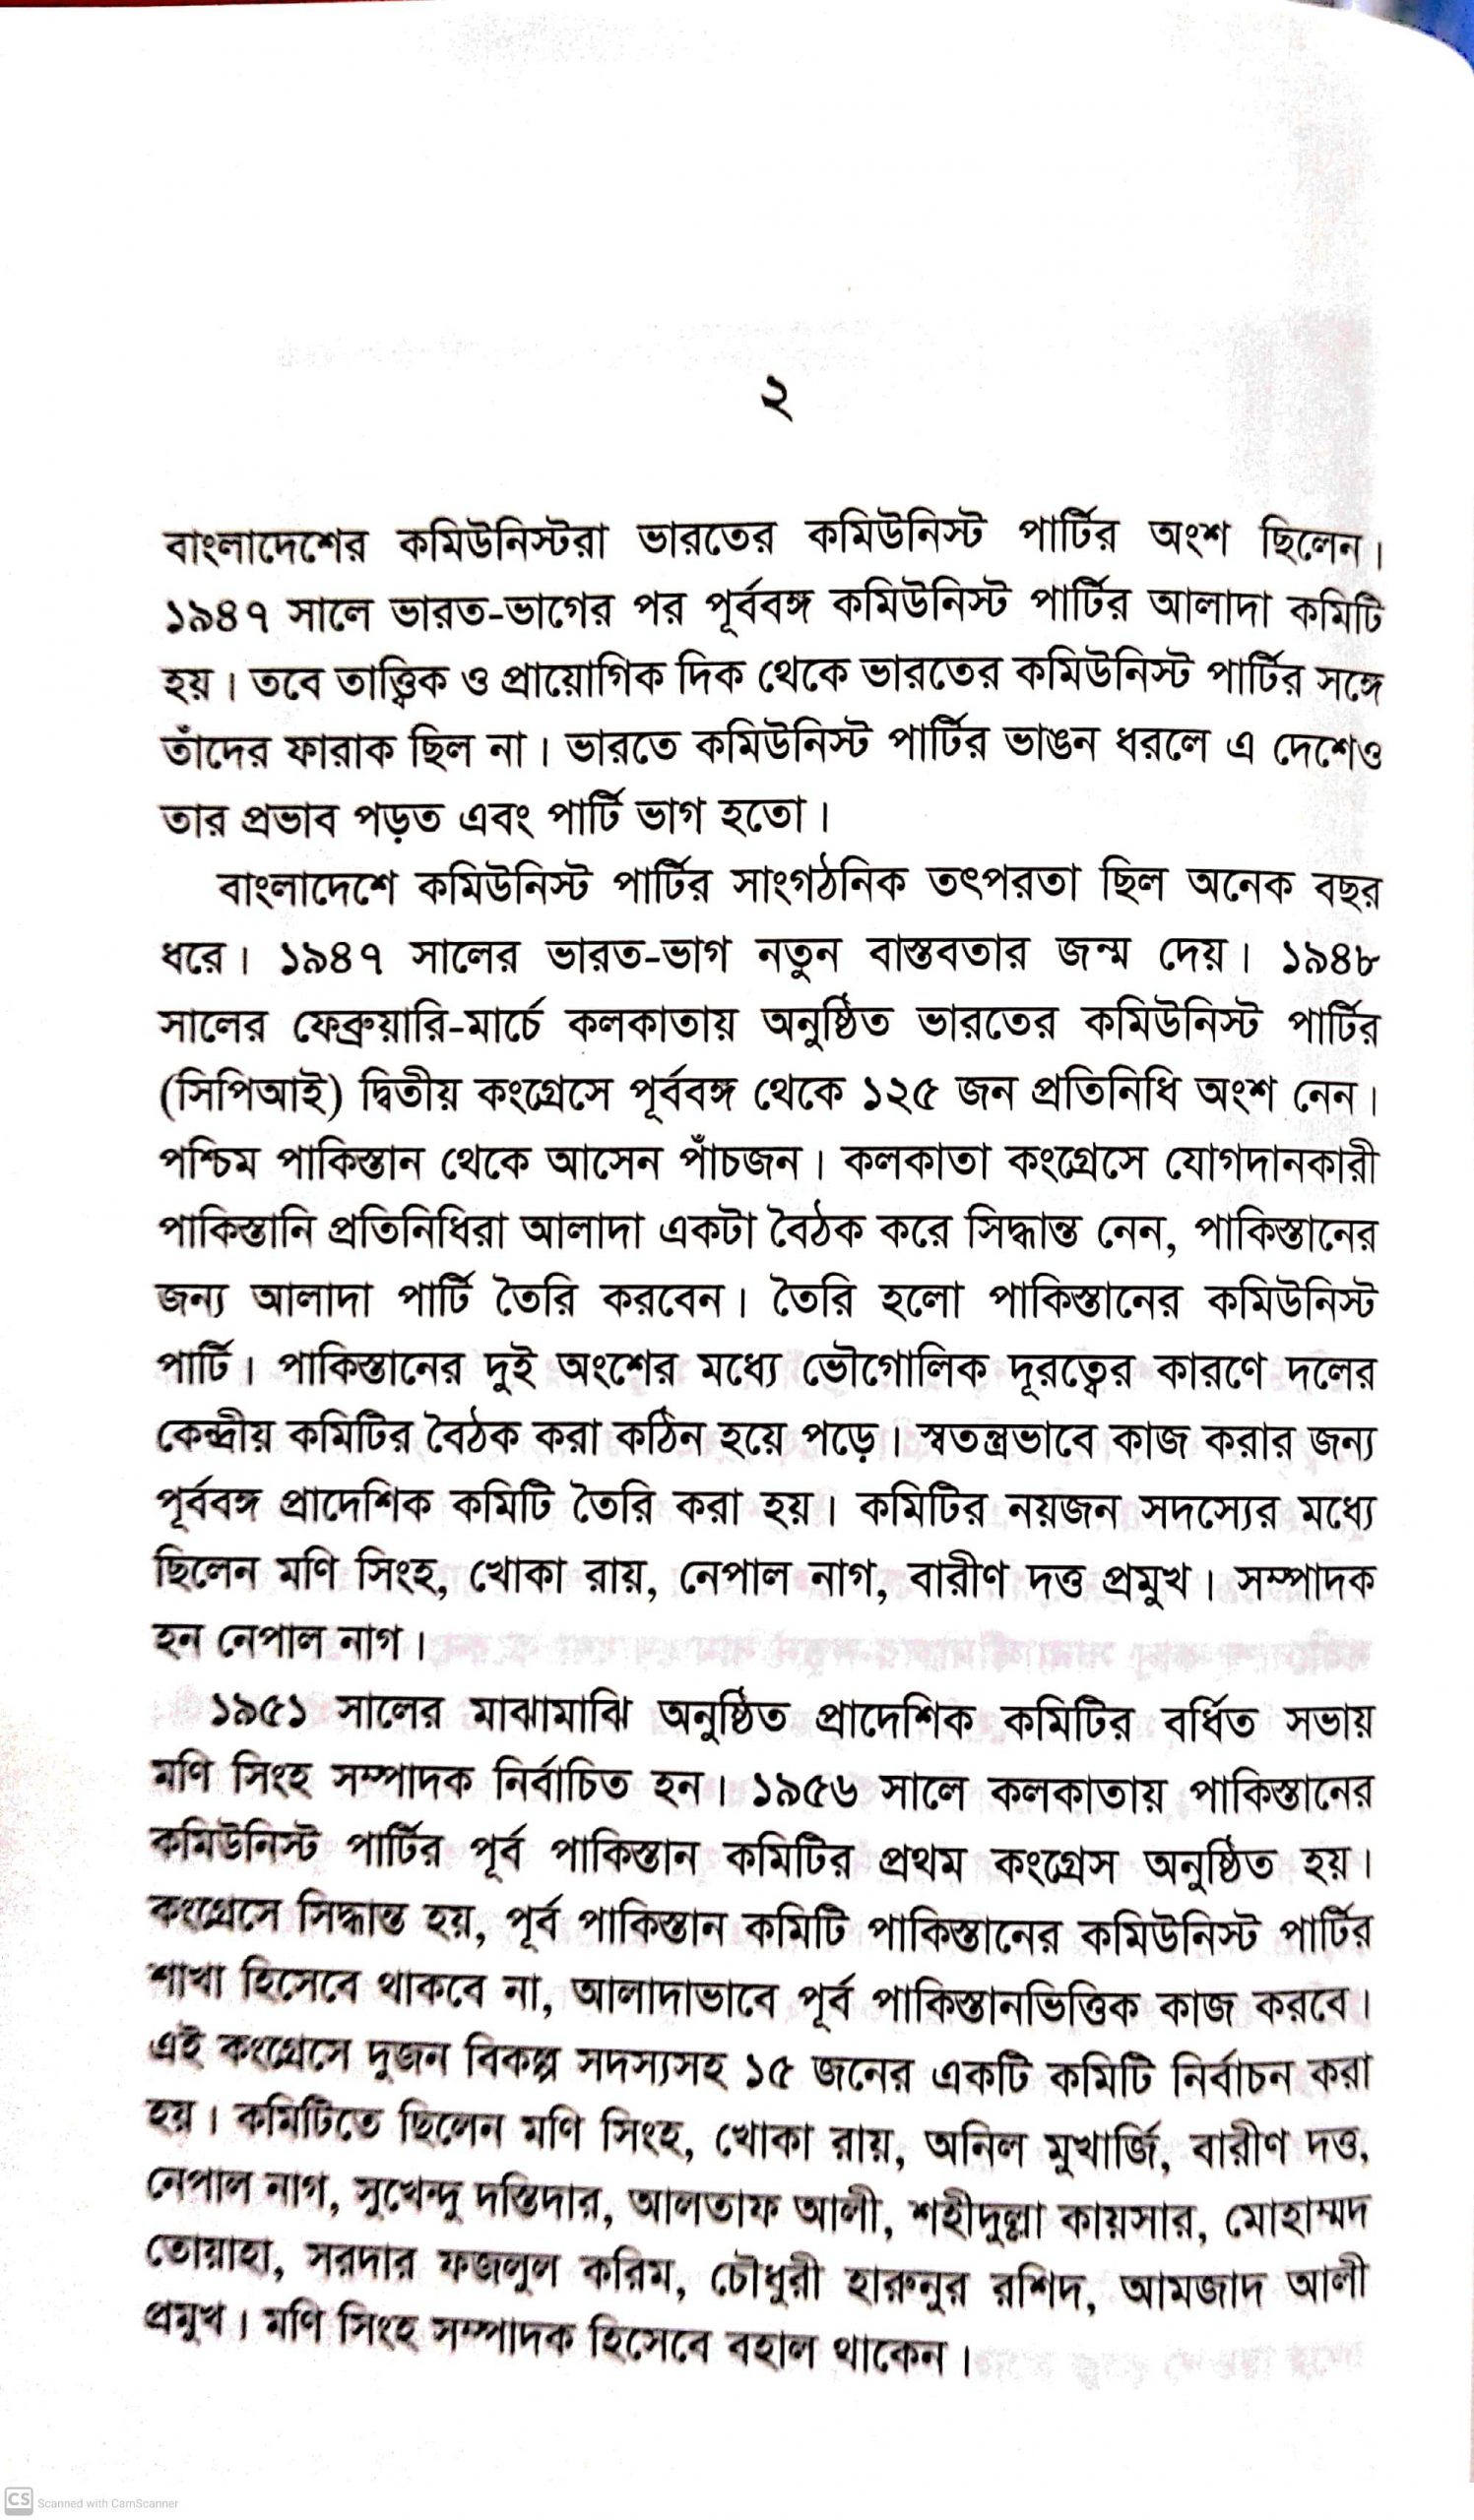 ২
বাংলাদেশের কমিউনিস্টরা ভারতের কমিউনিস্ট পার্টির অংশ ছিলেন।
১৯৪৭ সালে ভারত-ভাগের পর পূর্ববঙ্গ কমিউনিস্ট পার্টির আলাদা কমিটি
হয়। তবে তাত্ত্বিক ও প্রায়োগিক দিক থেকে ভারতের কমিউনিস্ট পার্টির সঙ্গে
তাঁদের ফারাক ছিল না। ভারতে কমিউনিস্ট পার্টির ভাঙন ধরলে এ দেশেও
তার প্রভাব পড়ত এবং পার্টি ভাগ হতো।
বাংলাদেশে কমিউনিস্ট পার্টির সাংগঠনিক তৎপরতা ছিল অনেক বছর
ধরে। ১৯৪৭ সালের ভারত-ভাগ নতুন বাস্তবতার জন্ম দেয়। ১৯৪৮
সালের ফেব্রুয়ারি-মার্চে কলকাতায় অনুষ্ঠিত ভারতের কমিউনিস্ট পার্টির
(সিপিআই) দ্বিতীয় কংগ্রেসে পূর্ববঙ্গ থেকে ১২৫ জন প্রতিনিধি অংশ নেন।
পশ্চিম পাকিস্তান থেকে আসেন পাঁচজন। কলকাতা কংগ্রেসে যোগদানকারী
পাকিস্তানি প্রতিনিধিরা আলাদা একটা বৈঠক করে সিদ্ধান্ত নেন, পাকিস্তানের
জন্য আলাদা পার্টি তৈরি করবেন। তৈরি হলো পাকিস্তানের কমিউনিস্ট
পার্টি। পাকিস্তানের দুই অংশের মধ্যে ভৌগোলিক দূরত্বের কারণে দলের
কেন্দ্রীয় কমিটির বৈঠক করা কঠিন হয়ে পড়ে। স্বতন্ত্রভাবে কাজ করার জন্য
পূর্ববঙ্গ প্রাদেশিক কমিটি তৈরি করা হয়। কমিটির নয়জন সদস্যের মধ্যে
ছিলেন মণি সিংহ, খোকা রায়, নেপাল নাগ, বারীণ দত্ত প্রমুখ। সম্পাদক
হন নেপাল নাগ।
১৯৫১ সালের মাঝামাঝি অনুষ্ঠিত প্রাদেশিক কমিটির বর্ধিত সভায়
মণি সিংহ সম্পাদক নির্বাচিত হন। ১৯৫৬ সালে কলকাতায় পাকিস্তানের
কমিউনিস্ট পার্টির পূর্ব পাকিস্তান কমিটির প্রথম কংগ্রেস অনুষ্ঠিত হয়।
কংগ্রেসে সিদ্ধান্ত হয়, পূর্ব পাকিস্তান কমিটি পাকিস্তানের কমিউনিস্ট পার্টির
শাখা হিসেবে থাকবে না, আলাদাভাবে পূর্ব পাকিস্তানভিত্তিক কাজ করবে।
এই কংগ্রেসে দুজন বিকল্প সদস্যসহ ১৫ জনের একটি কমিটি নির্বাচন করা
হয়। কমিটিতে ছিলেন মণি সিংহ, খোকা রায়, অনিল মুখার্জি, বারীণ দত্ত,
নেপাল নাগ, সুখেন্দু দস্তিদার, আলতাফ আলী, শহীদুল্লা কায়সার, মোহাম্মদ
তোয়াহা, সরদার ফজলুল করিম, চৌধুরী হারুনুর রশিদ, আমজাদ আলী
প্রমুখ। মণি সিংহ সম্পাদক হিসেবে বহাল থাকেন।
CS Scanned with CamScanner